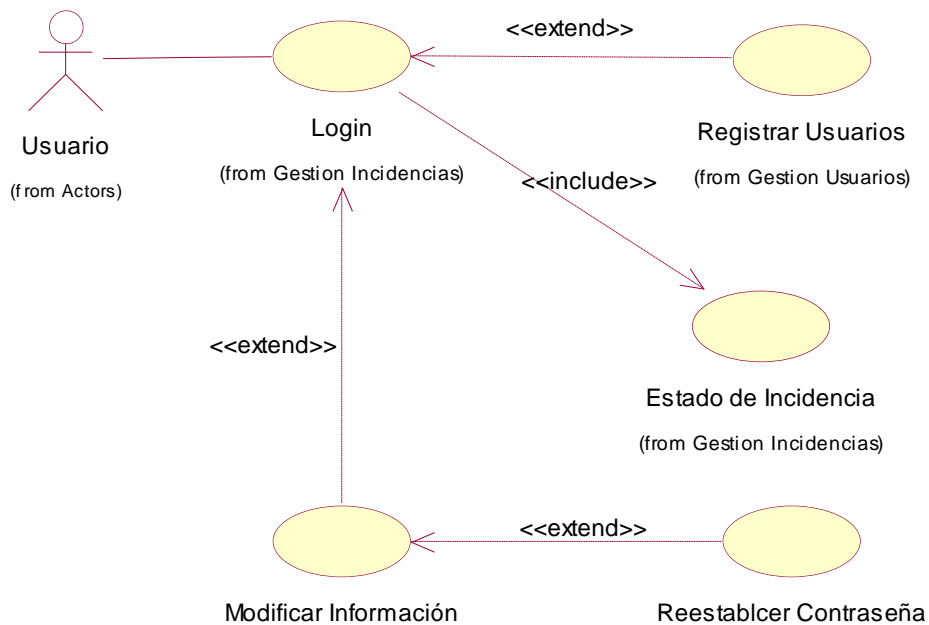 <<extend>>
Login
Registrar Usuarios
Usuario
(from Gestion Incidencias)
<<include>>
(from Gestion Usuarios)
(from Actors)
<<extend>>
Estado de Incidencia
(from Gestion Incidencias)
<<extend>>
Modificar Información
Reestablcer Contraseña